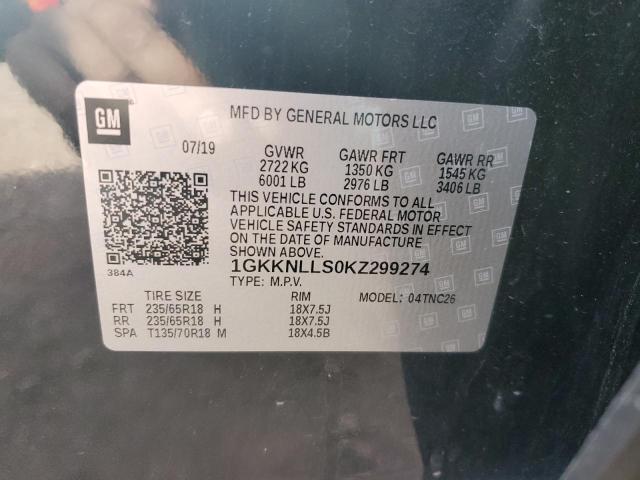 GM
MFD BY GENERAL MOTORS LLC
07/19 GVWR GAWR FRT GAWR RR
2722 KG 1350 KG 1545 KG
6001 LB 2976 LB 3406 LB
THIS VEHICLE CONFORMS TO ALL
APPLICABLE U.S. FEDERAL MOTOR
VEHICLE SAFETY STANDARDS IN EFFECT
ON THE DATE OF MANUFACTURE
SHOWN ABOVE.
384A
1GKKNLLS0KZ299274
TYPE: M.P.V.
TIRE SIZE RIM MODEL: 04TNC26
FRT 235/65R18 H 18X7.5J
RR 235/65R18 H 18X7.5J
SPA T135/70R18 M 18X4.5B